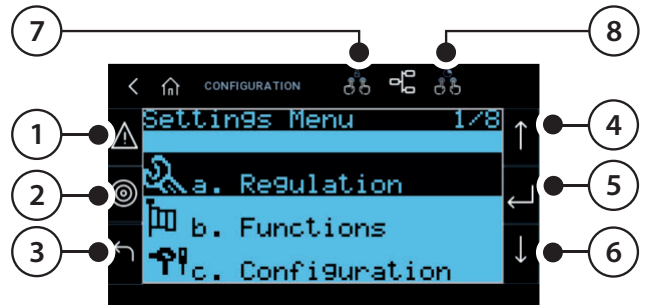 7
8
CONFIGURATION
1
Settings Menu 1/8
4
2
a. Regulation
5
b. Functions
3
c. Configuration
6